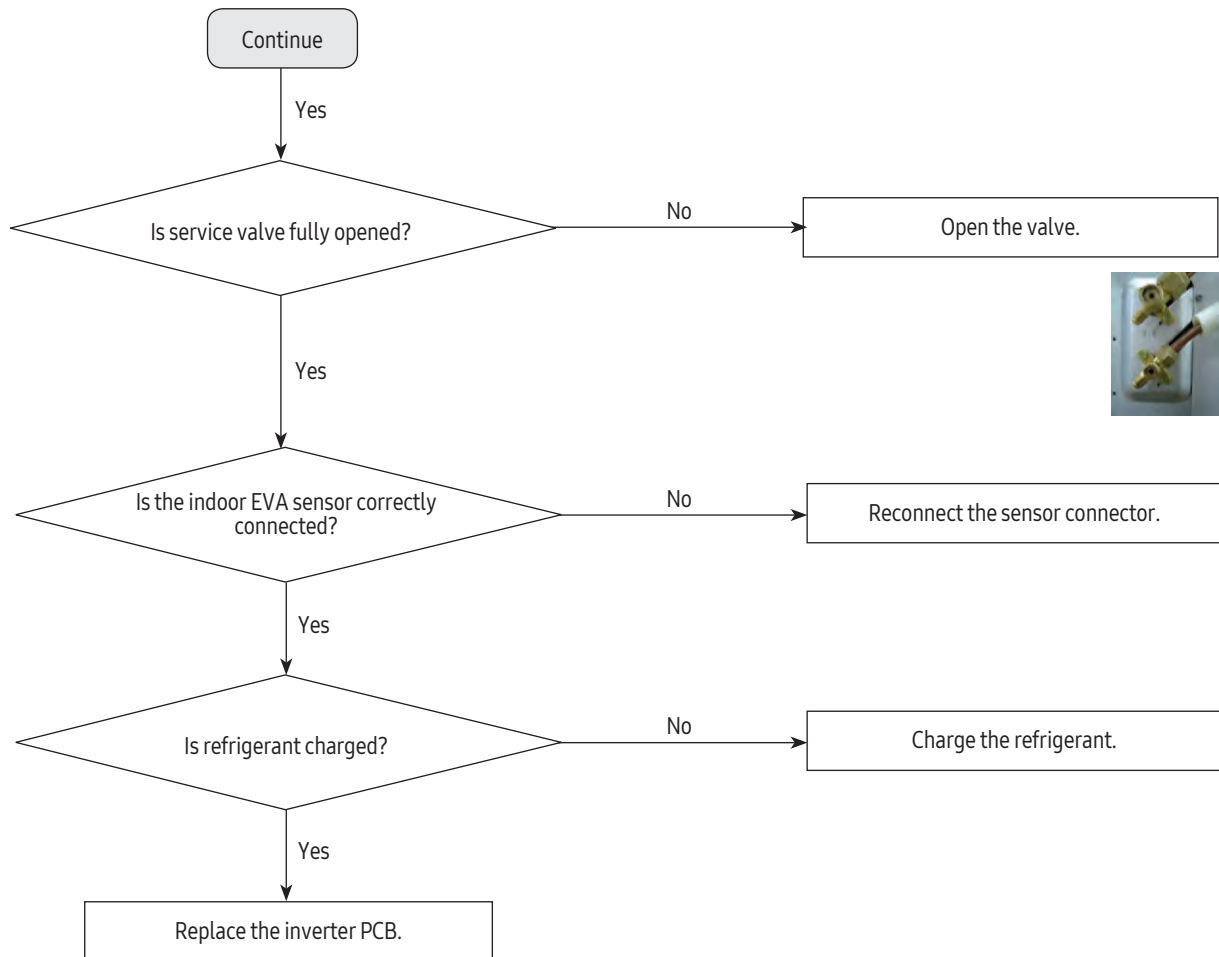 Continue
Yes
Is service valve fully opened?
No
Open the valve.
Yes
Is the indoor EVA sensor correctly
connected?
No
Reconnect the sensor connector.
Yes
Is refrigerant charged?
No
Charge the refrigerant.
Yes
Replace the inverter PCB.